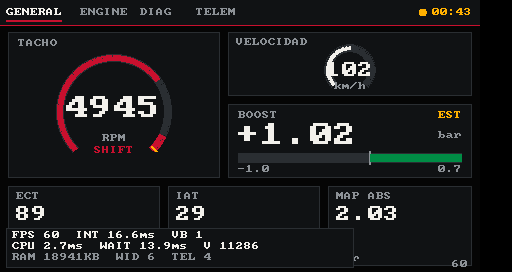 GENERAL ENGINE DIAG TELEM 00:43
TACHO
4945
RPM
SHIFT
VELOCIDAD
102
km/h
BOOST EST
+1.02 bar
-1.0 0.7
ECT
89
IAT
29
MAP ABS
2.03
60
FPS 60 INT 16.6ms VB 1
CPU 2.7ms WAIT 13.9ms V 11286
RAM 18941KB WID 6 TEL 4